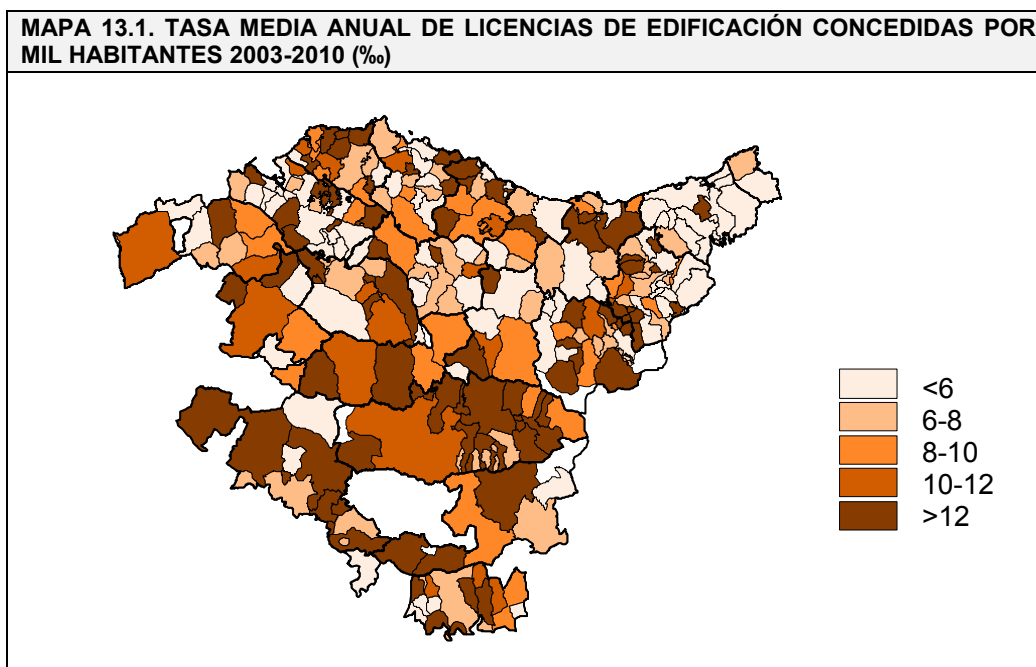 MAPA 13.1. TASA MEDIA ANUAL DE LICENCIAS DE EDIFICACIÓN CONCEDIDAS POR
MIL HABITANTES 2003-2010 (‰)
<6
6-8
8-10
10-12
>12